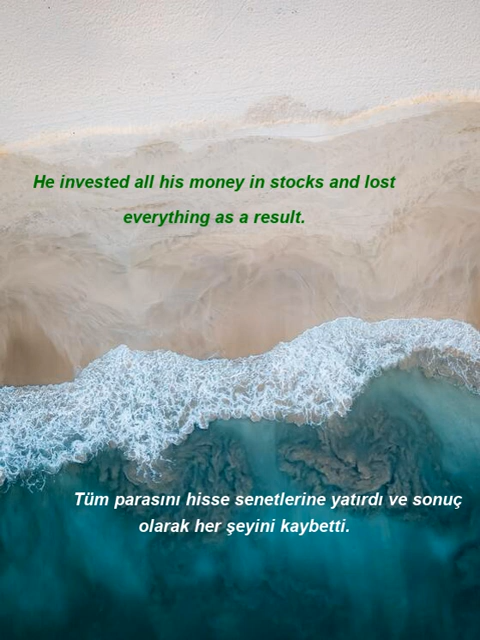 He invested all his money in stocks and lost
everything as a result.
Tüm parasını hisse senetlerine yatırdı ve sonuç
olarak her şeyini kaybetti.